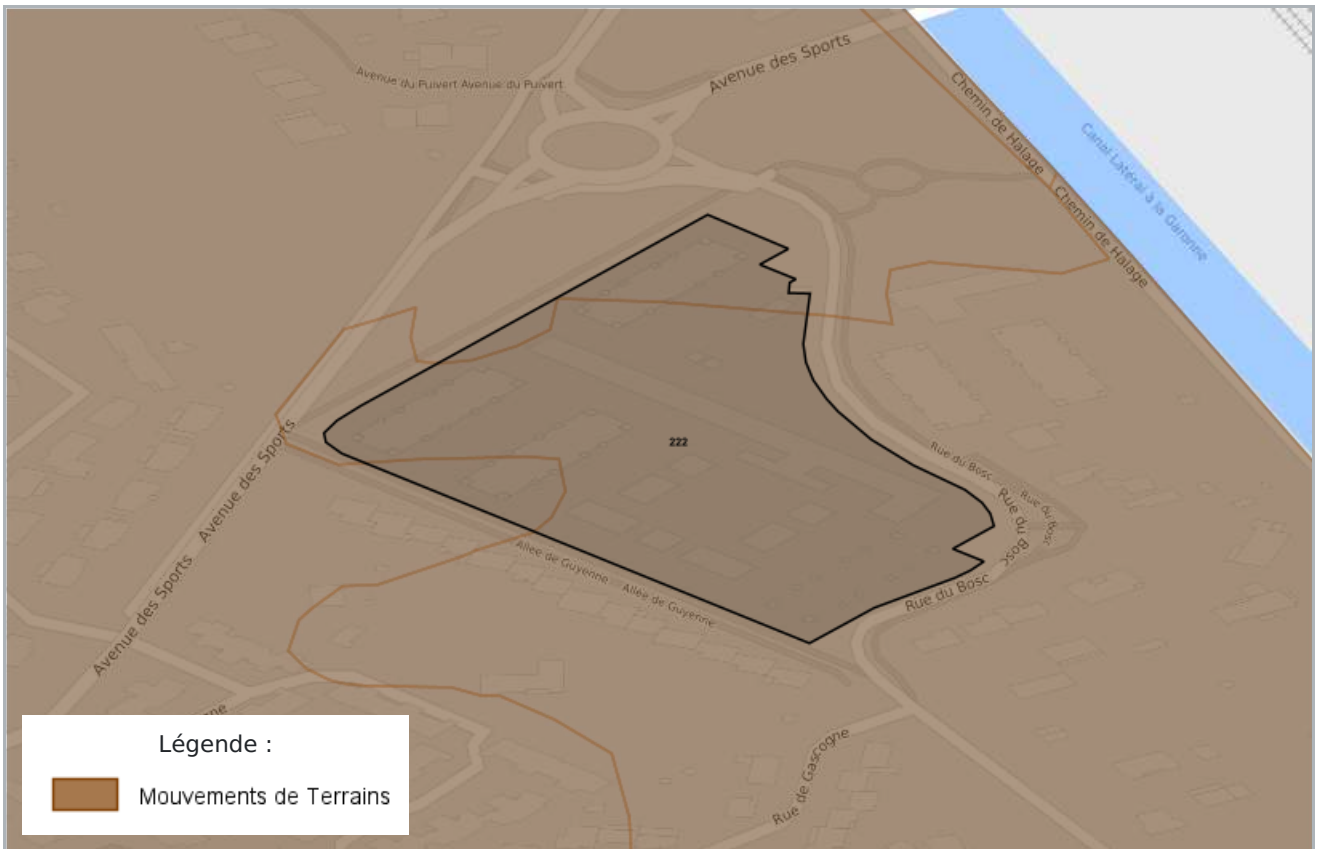 Avenue des Sports
Avenue du Puivert Avenue du Puivert
Chemin de Halage
Canal Latéral à la Garonne
Chemin de Halage
Avenue des Sports
222
Rue du Bosc
Rue du Bosc
Rue du Bosc
Allée de Guyenne
Allée de Guyenne
Avenue des Sports
Rue du Bosc
Rue de Gascogne
gne
Légende :
Mouvements de Terrains